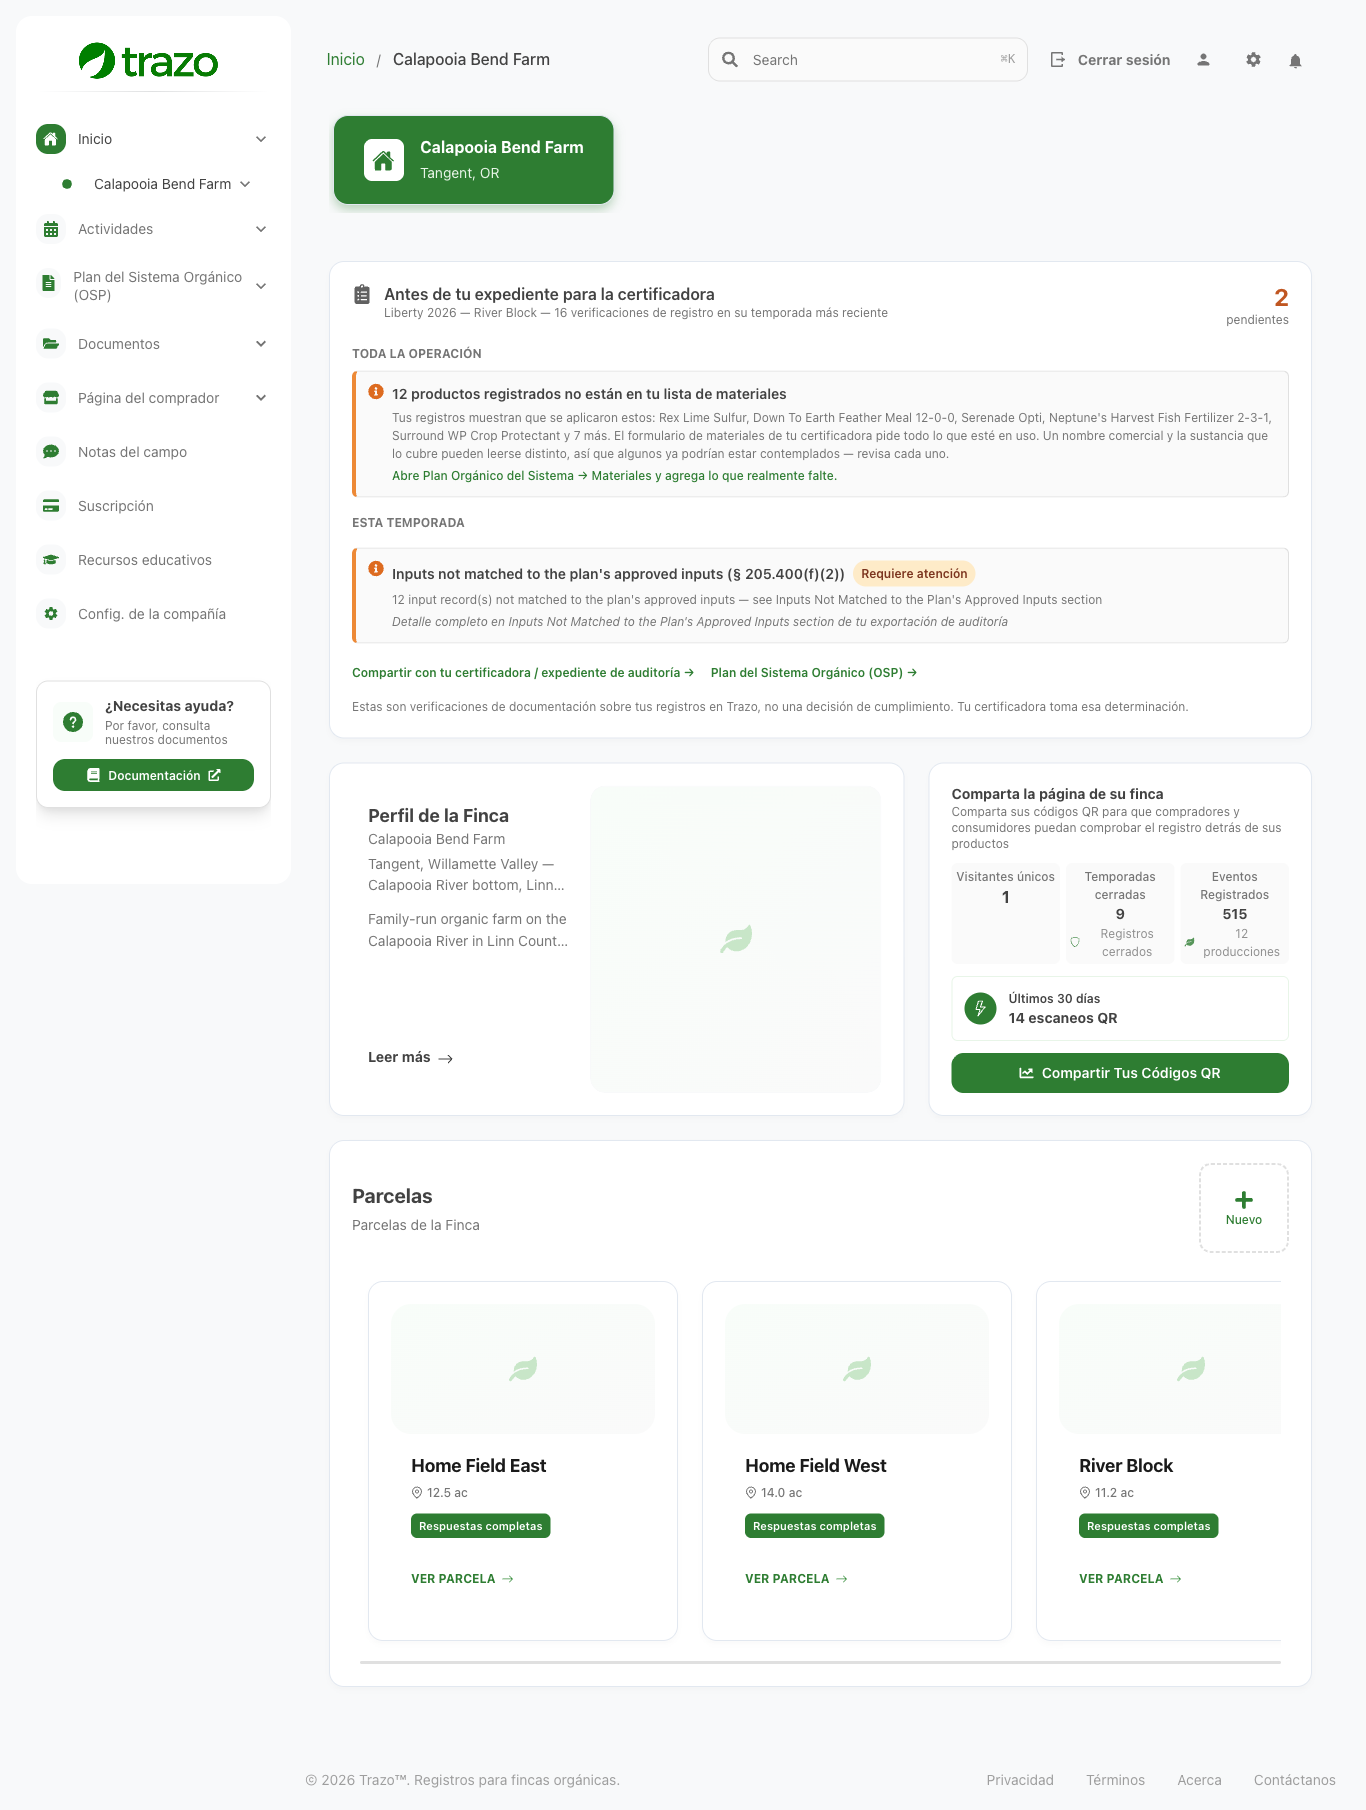 trazo
Inicio
Calapooia Bend Farm
Actividades
Plan del Sistema Orgánico
(OSP)
Documentos
Página del comprador
Notas del campo
Suscripción
Recursos educativos
Config. de la compañía
¿Necesitas ayuda?
Por favor, consulta
nuestros documentos
Documentación
Inicio / Calapooia Bend Farm
Search ⌘K
Cerrar sesión
Calapooia Bend Farm
Tangent, OR
Antes de tu expediente para la certificadora
Liberty 2026 — River Block — 16 verificaciones de registro en su temporada más reciente
2
pendientes
TODA LA OPERACIÓN
12 productos registrados no están en tu lista de materiales
Tus registros muestran que se aplicaron estos: Rex Lime Sulfur, Down To Earth Feather Meal 12-0-0, Serenade Opti, Neptune's Harvest Fish Fertilizer 2-3-1,
Surround WP Crop Protectant y 7 más. El formulario de materiales de tu certificadora pide todo lo que esté en uso. Un nombre comercial y la sustancia que
lo cubre pueden leerse distinto, así que algunos ya podrían estar contemplados — revisa cada uno.
Abre Plan Orgánico del Sistema → Materiales y agrega lo que realmente falte.
ESTA TEMPORADA
Inputs not matched to the plan's approved inputs (§ 205.400(f)(2)) Requiere atención
12 input record(s) not matched to the plan's approved inputs — see Inputs Not Matched to the Plan's Approved Inputs section
Detalle completo en Inputs Not Matched to the Plan's Approved Inputs section de tu exportación de auditoría
Compartir con tu certificadora / expediente de auditoría → Plan del Sistema Orgánico (OSP) →
Estas son verificaciones de documentación sobre tus registros en Trazo, no una decisión de cumplimiento. Tu certificadora toma esa determinación.
Perfil de la Finca
Calapooia Bend Farm
Tangent, Willamette Valley —
Calapooia River bottom, Linn...
Family-run organic farm on the
Calapooia River in Linn Count...
Leer más →
Comparta la página de su finca
Comparta sus códigos QR para que compradores y
consumidores puedan comprobar el registro detrás de sus
productos
Visitantes únicos
1
Temporadas
cerradas
9
Registros
cerrados
Eventos
Registrados
515
12
producciones
Últimos 30 días
14 escaneos QR
Compartir Tus Códigos QR
Parcelas
Parcelas de la Finca
Nuevo
Home Field East
12.5 ac
Respuestas completas
VER PARCELA →
Home Field West
14.0 ac
Respuestas completas
VER PARCELA →
River Block
11.2 ac
Respuestas completas
VER PARCELA →
© 2026 Trazo™. Registros para fincas orgánicas.
Privacidad Términos Acerca Contáctanos